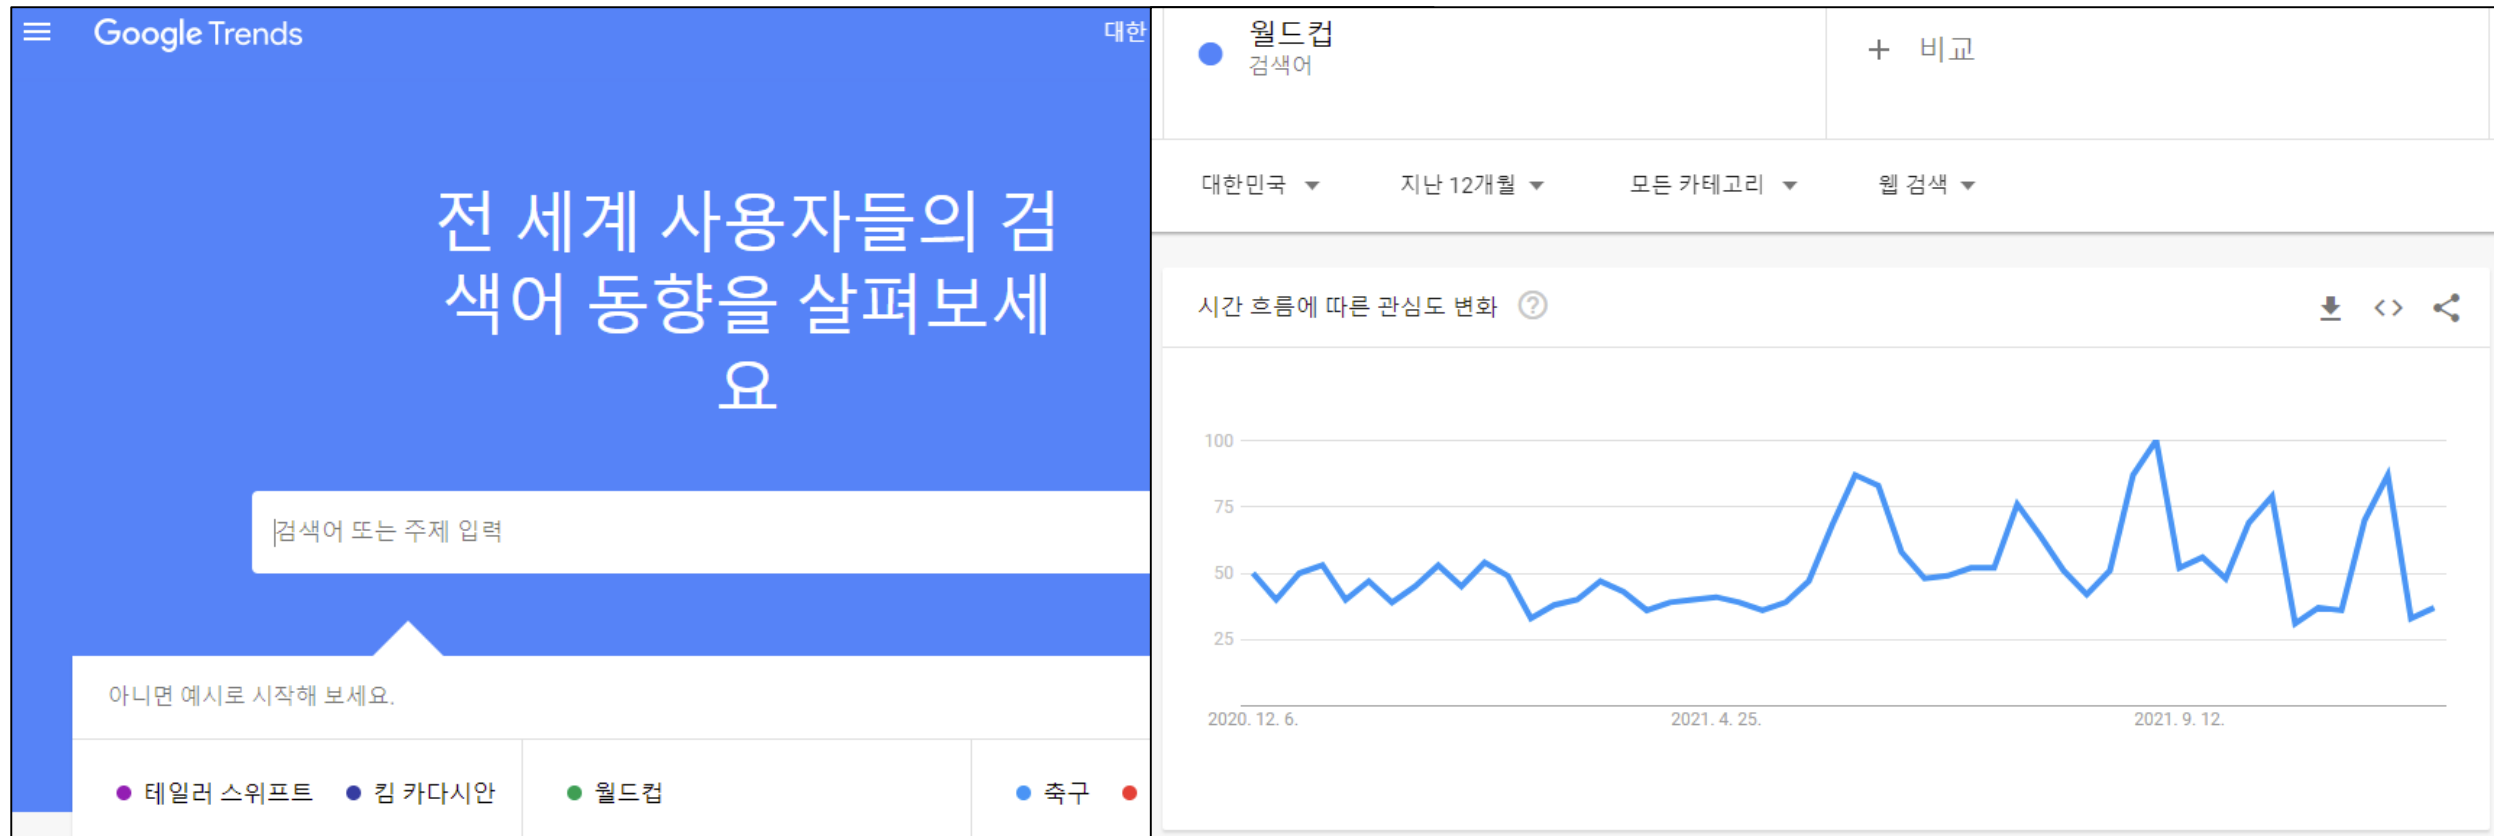 Google Trends
대한
전 세계 사용자들의 검
색어 동향을 살펴보세
요
검색어 또는 주제 입력
아니면 예시로 시작해 보세요.
테일러 스위프트 킴 카다시안
월드컵
축구
월드컵
검색어
+ 비교
대한민국
지난 12개월
모든 카테고리
웹 검색
시간 흐름에 따른 관심도 변화 ?
100
75
50
25
2020. 12. 6.
2021. 4. 25.
2021. 9. 12.